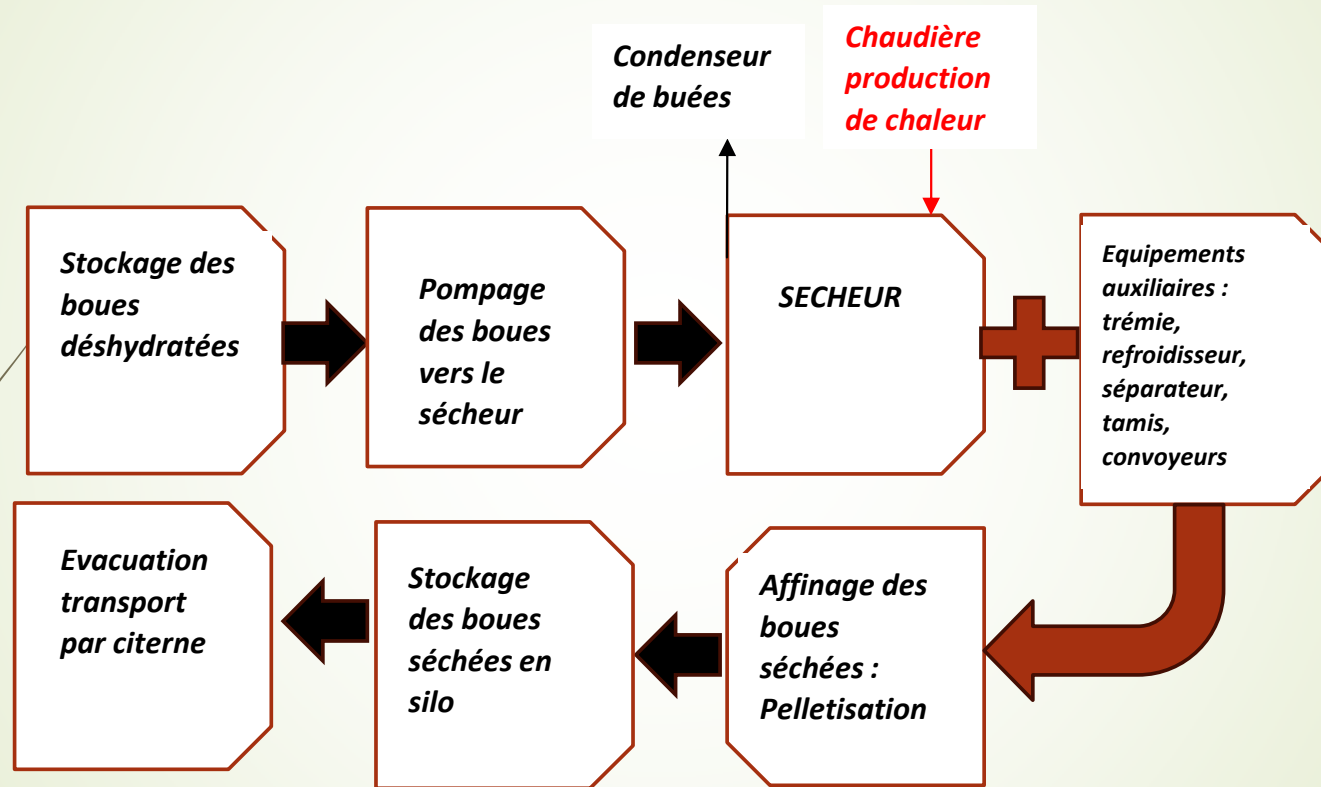 Condenseur
de buées
Chaudière
production
de chaleur
Stockage des
boues
déshydratées
Pompage
des boues
vers le
sécheur
SECHEUR
Equipements
auxiliaires :
trémie,
refroidisseur,
séparateur,
tamis,
convoyeurs
Evacuation
transport
par citerne
Stockage
des boues
séchées en
silo
Affinage des
boues
séchées :
Pelletisation